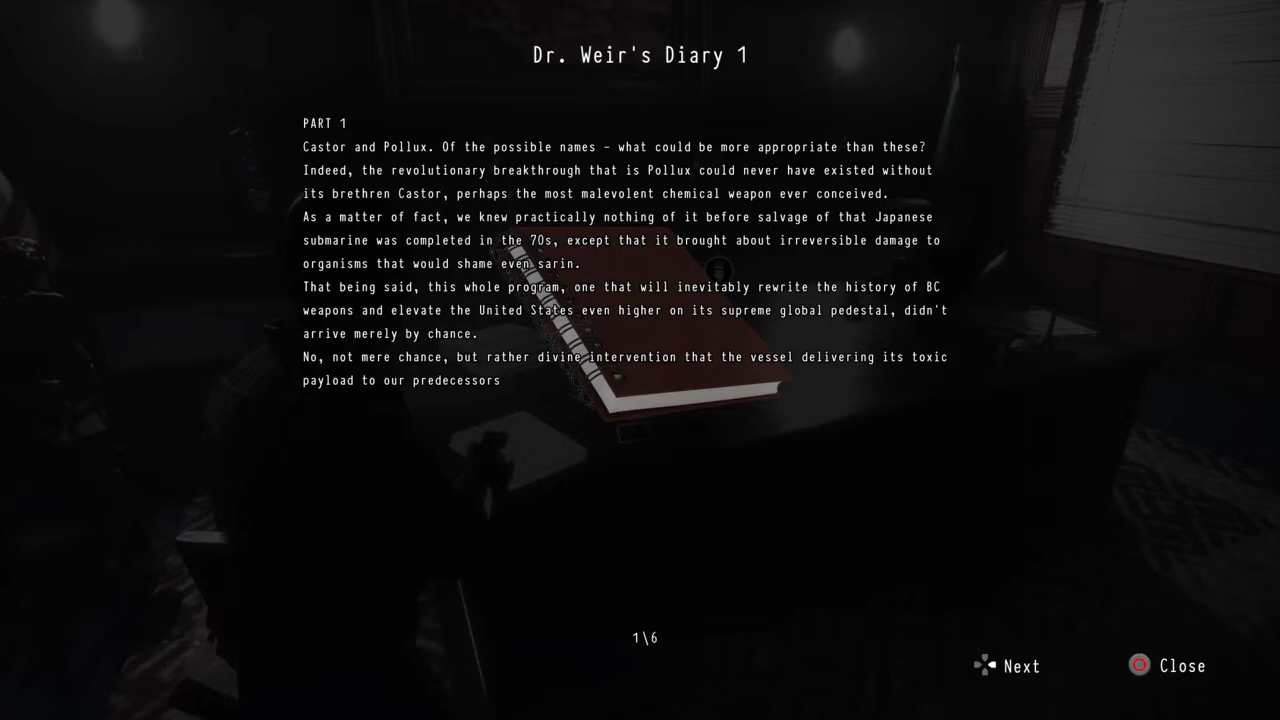 Dr. Weir's Diary 1
PART 1
Castor and Pollux. Of the possible names – what could be more appropriate than these?
Indeed, the revolutionary breakthrough that is Pollux could never have existed without
its brethren Castor, perhaps the most malevolent chemical weapon ever conceived.
As a matter of fact, we knew practically nothing of it before salvage of that Japanese
submarine was completed in the 70s, except that it brought about irreversible damage to
organisms that would shame even sarin.
That being said, this whole program, one that will inevitably rewrite the history of BC
weapons and elevate the United States even higher on its supreme global pedestal, didn't
arrive merely by chance.
No, not mere chance, but rather divine intervention that the vessel delivering its toxic
payload to our predecessors
1\6
Next
Close